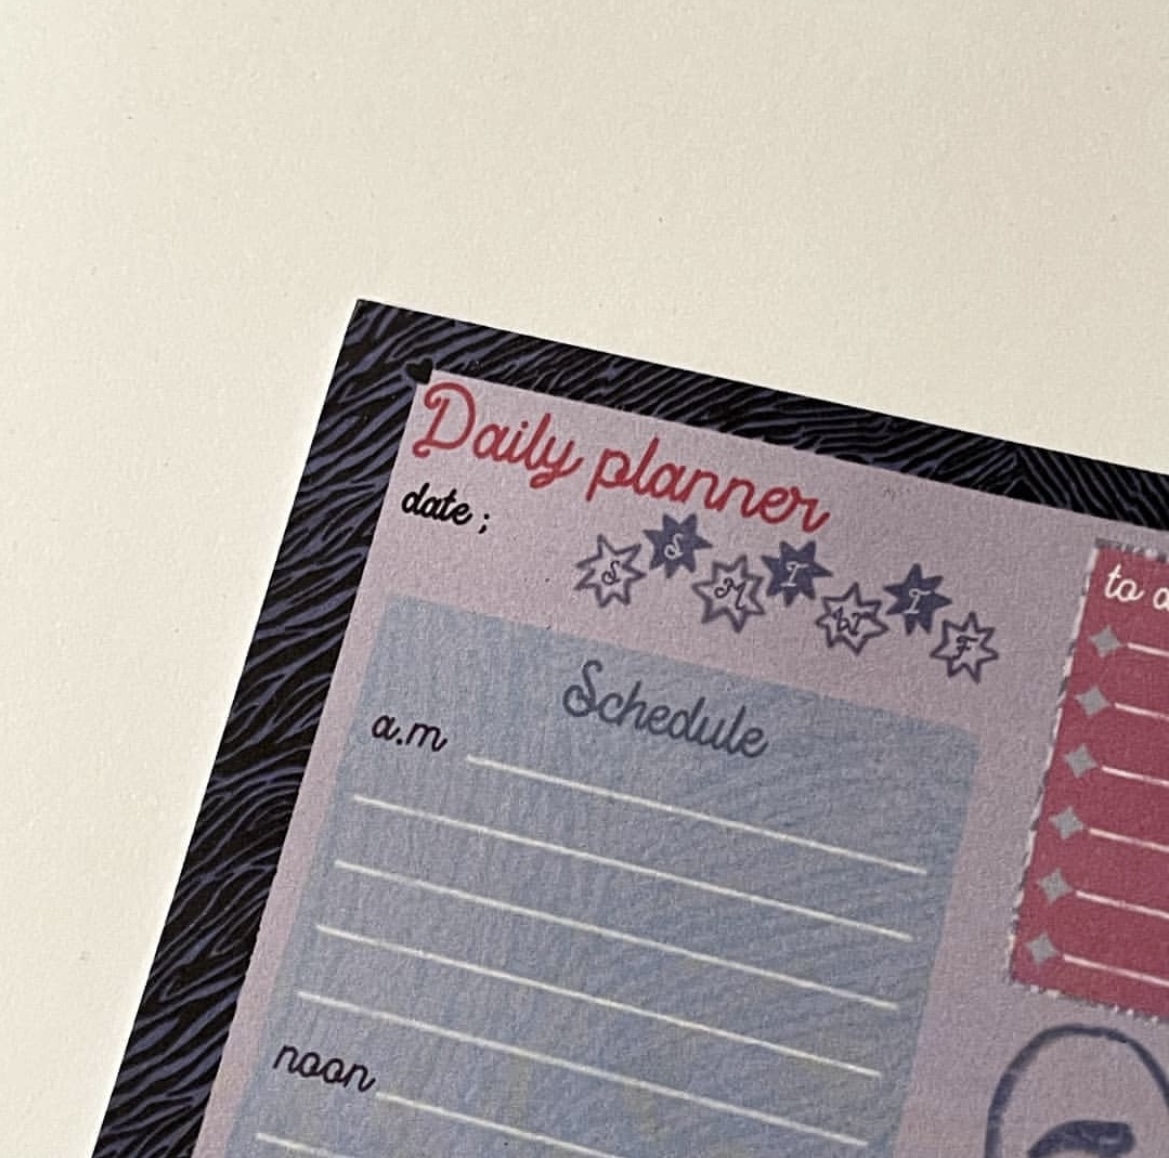 Daily planner
date ;
S S M T W T F
to
Schedule
a.m
noon